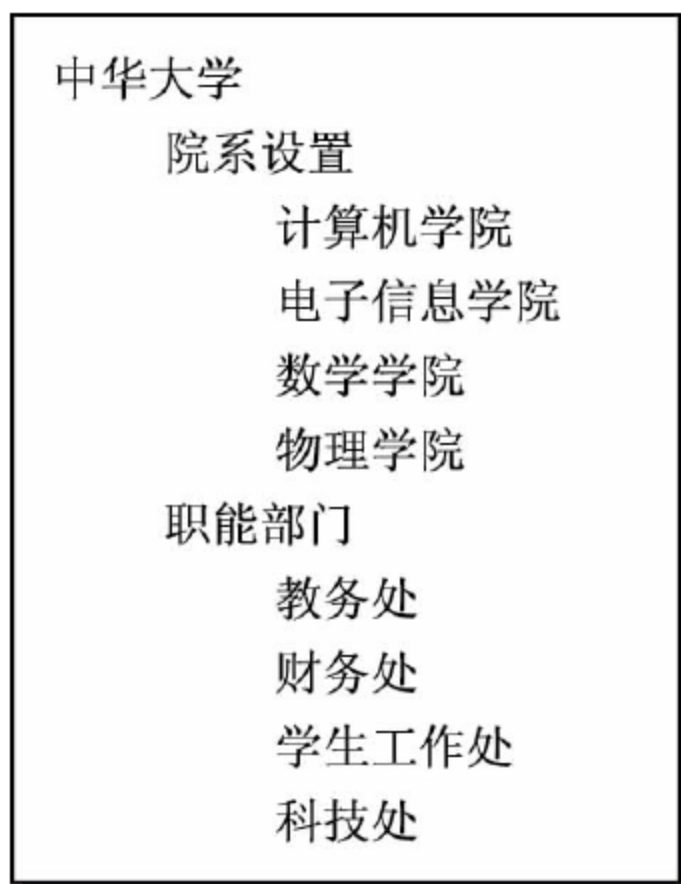 中华大学
院系设置
计算机学院
电子信息学院
数学学院
物理学院
职能部门
教务处
财务处
学生工作处
科技处